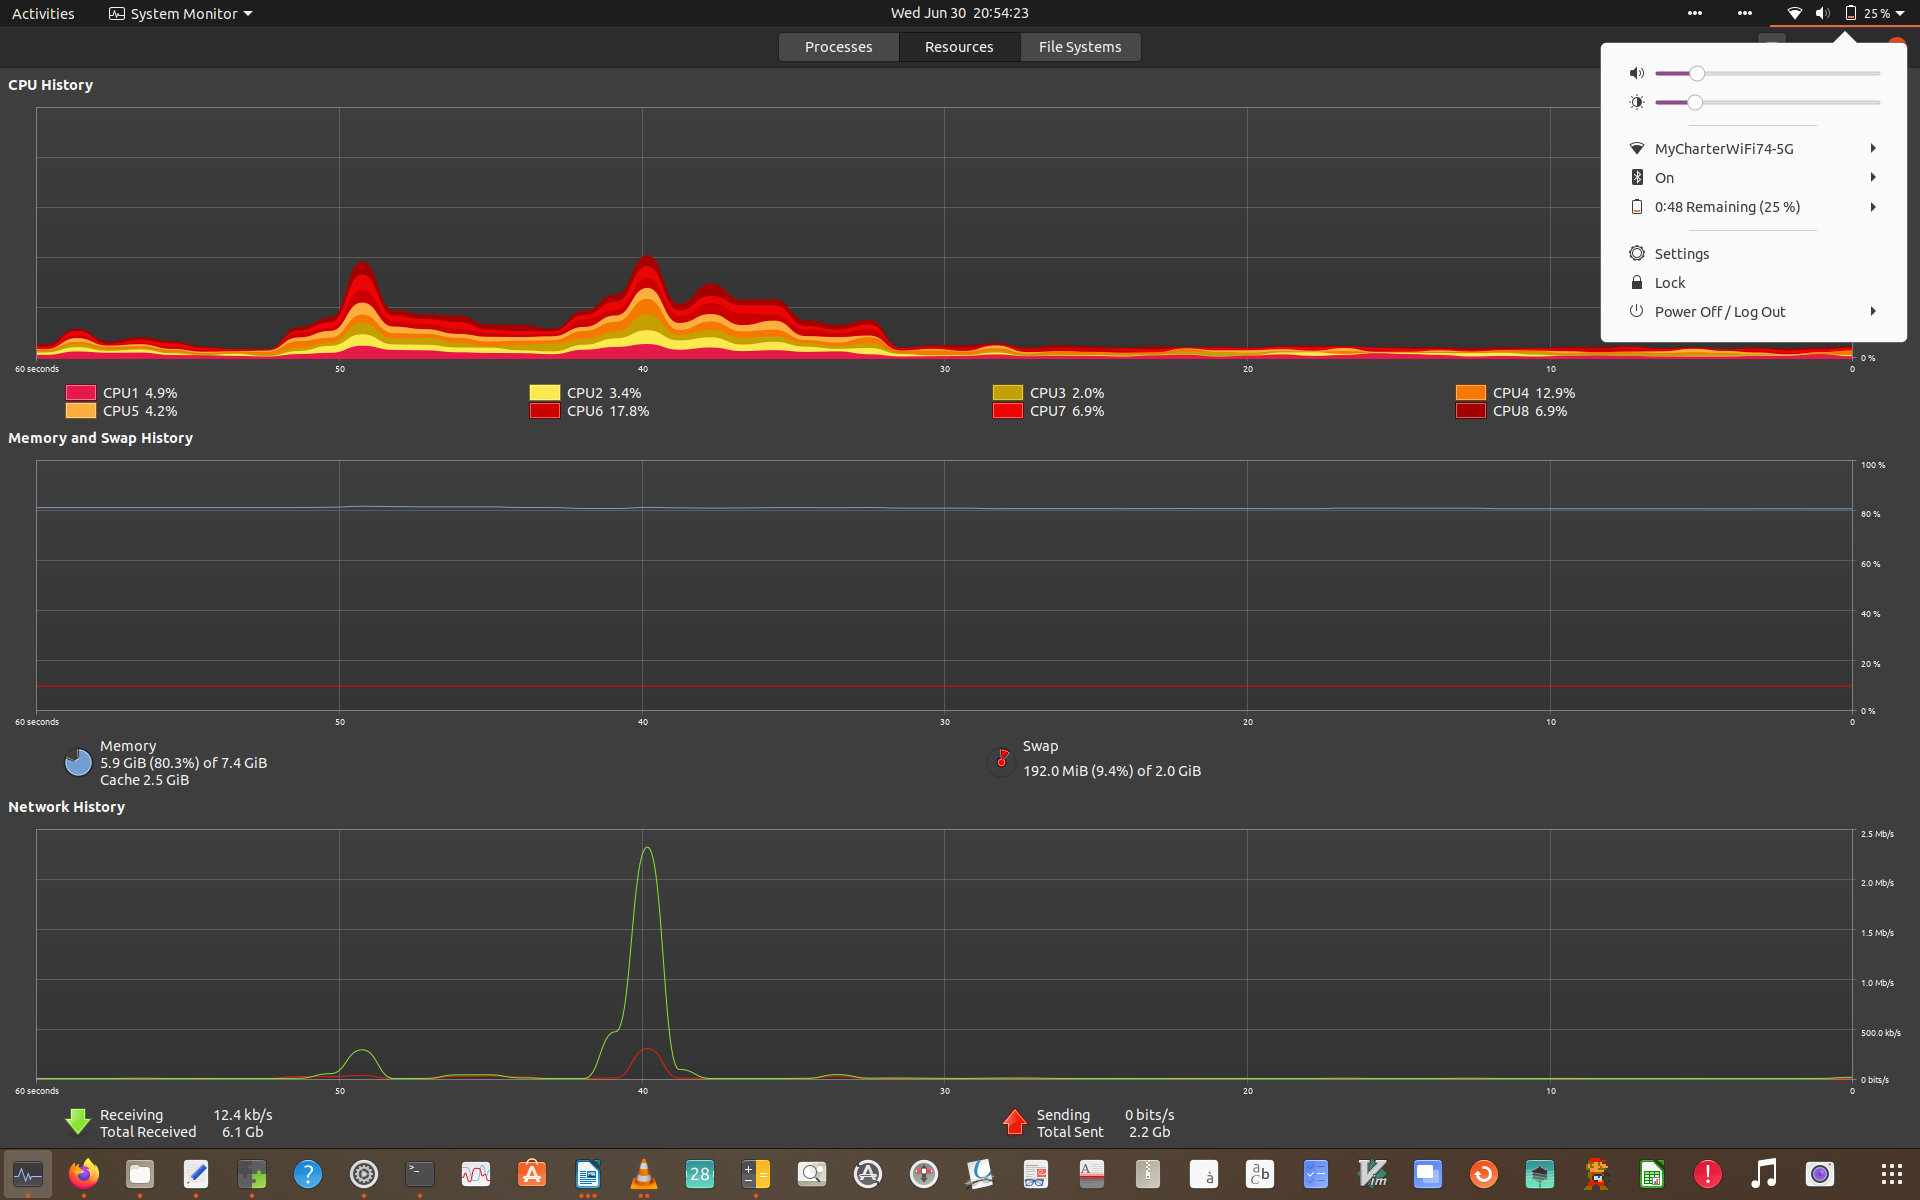 Activities System Monitor Wed Jun 30 20:54:23 25 %
Processes Resources File Systems
CPU History
MyCharterWiFi74-5G
On
0:48 Remaining (25 %)
Settings
Lock
Power Off / Log Out
0 %
60 seconds 50 40 30 20 10 0
CPU1 4.9% CPU2 3.4% CPU3 2.0% CPU4 12.9%
CPU5 4.2% CPU6 17.8% CPU7 6.9% CPU8 6.9%
Memory and Swap History
100 %
80 %
60 %
40 %
20 %
0 %
60 seconds 50 40 30 20 10 0
Memory
5.9 GiB (80.3%) of 7.4 GiB
Cache 2.5 GiB
Swap
192.0 MiB (9.4%) of 2.0 GiB
Network History
2.5 Mb/s
2.0 Mb/s
1.5 Mb/s
1.0 Mb/s
500.0 kb/s
0 bits/s
60 seconds 50 40 30 20 10 0
Receiving 12.4 kb/s
Total Received 6.1 Gb
Sending 0 bits/s
Total Sent 2.2 Gb
? >_ A 28 A A à a b c Vim !